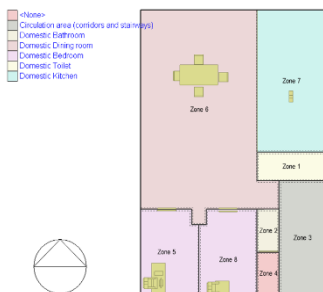 <None>
Circulation area (corridors and stairways)
Domestic Bathroom
Domestic Dining room
Domestic Bedroom
Domestic Toilet
Domestic Kitchen
Zone 6
Zone 7
Zone 1
Zone 2
Zone 3
Zone 5
Zone 8
Zone 4